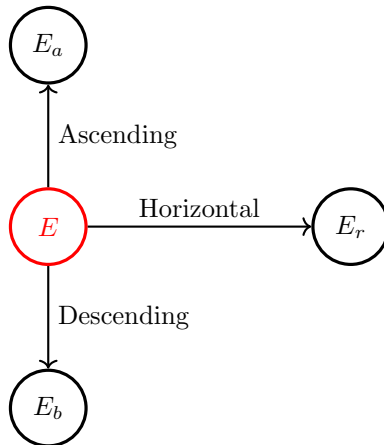 E_a
Ascending
Horizontal
E
E_r
Descending
E_b